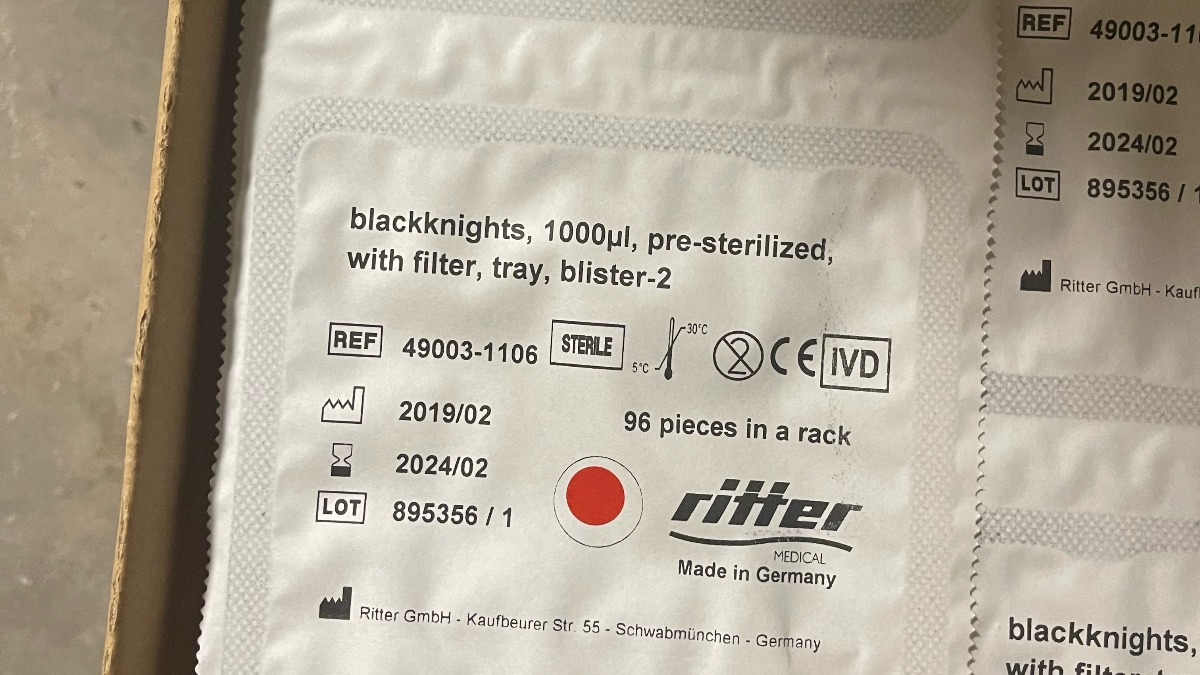 blackknights, 1000µl, pre-sterilized,
with filter, tray, blister-2
REF 49003-1106 STERILE 5°C 30°C 2 CE IVD
2019/02
96 pieces in a rack
2024/02
LOT 895356 / 1
ritter
MEDICAL
Made in Germany
Ritter GmbH - Kaufbeurer Str. 55 - Schwabmünchen - Germany
REF 49003-11
2019/02
2024/02
LOT 895356 /
Ritter GmbH -
blackknights,
with